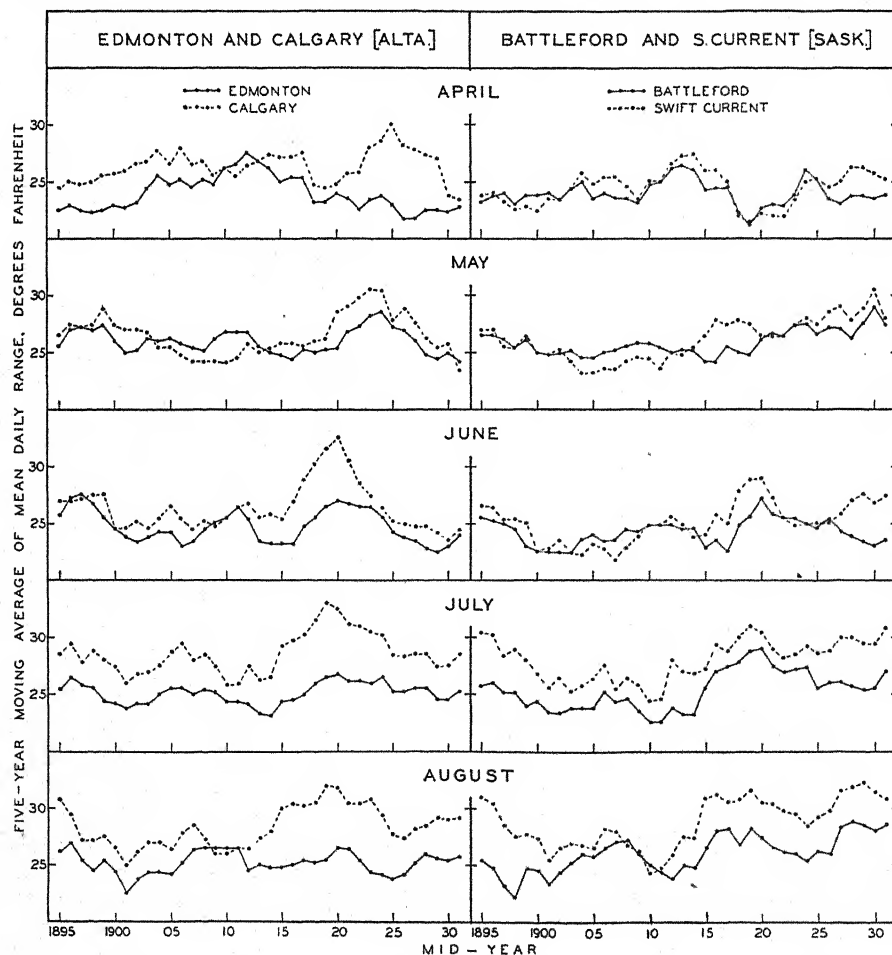 EDMONTON AND CALGARY [ALTA.]
BATTLEFORD AND S.CURRENT [SASK.]
FIVE-YEAR MOVING AVERAGE OF MEAN DAILY RANGE, DEGREES FAHRENHEIT
APRIL
EDMONTON
CALGARY
BATTLEFORD
SWIFT CURRENT
30
25
MAY
30
25
JUNE
30
25
JULY
30
25
AUGUST
30
25
1895 1900 05 10 15 20 25 30 1895 1900 05 10 15 20 25 30
MID-YEAR